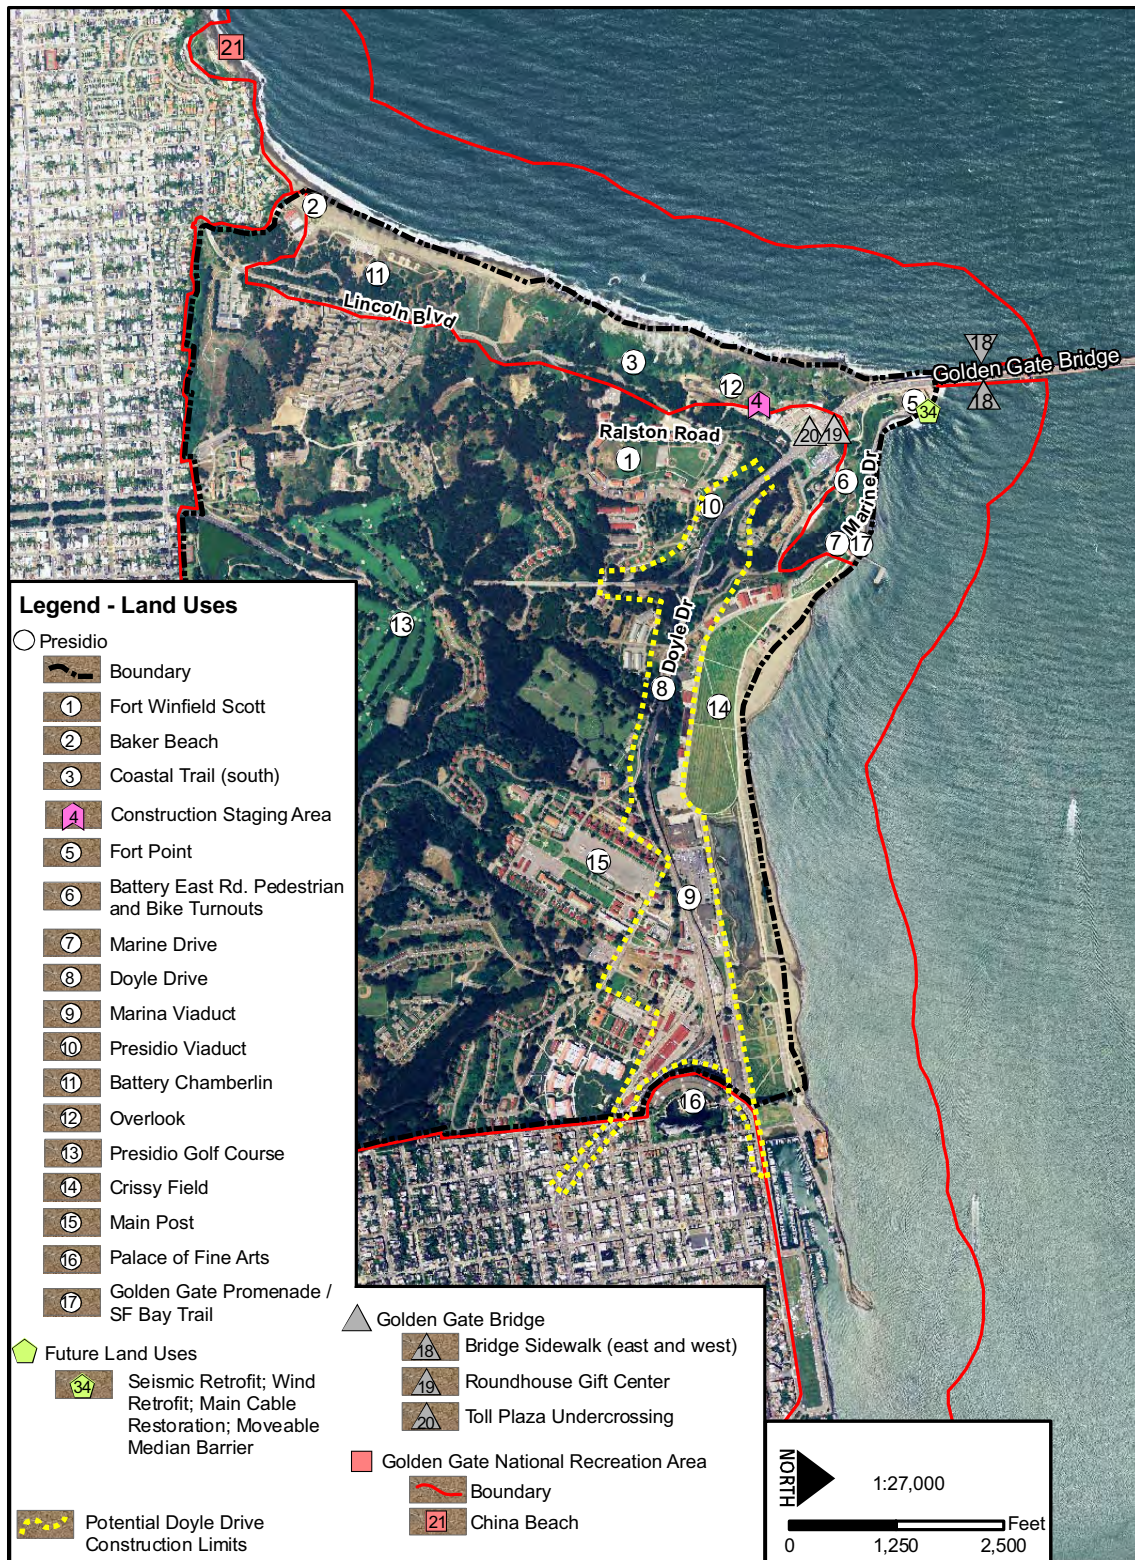 21
2
11
Lincoln Blvd
3
12
4
18
Golden Gate Bridge
18
5
34
Ralston Road
20
19
1
6
10
Marine Dr
7
17
13
Doyle Dr
8
14
15
9
16
Legend - Land Uses
Presidio
Boundary
1 Fort Winfield Scott
2 Baker Beach
3 Coastal Trail (south)
4 Construction Staging Area
5 Fort Point
6 Battery East Rd. Pedestrian
and Bike Turnouts
7 Marine Drive
8 Doyle Drive
9 Marina Viaduct
10 Presidio Viaduct
11 Battery Chamberlin
12 Overlook
13 Presidio Golf Course
14 Crissy Field
15 Main Post
16 Palace of Fine Arts
17 Golden Gate Promenade /
SF Bay Trail
Future Land Uses
34 Seismic Retrofit; Wind
Retrofit; Main Cable
Restoration; Moveable
Median Barrier
Potential Doyle Drive
Construction Limits
Golden Gate Bridge
18 Bridge Sidewalk (east and west)
19 Roundhouse Gift Center
20 Toll Plaza Undercrossing
Golden Gate National Recreation Area
Boundary
21 China Beach
NORTH
1:27,000
Feet
0 1,250 2,500